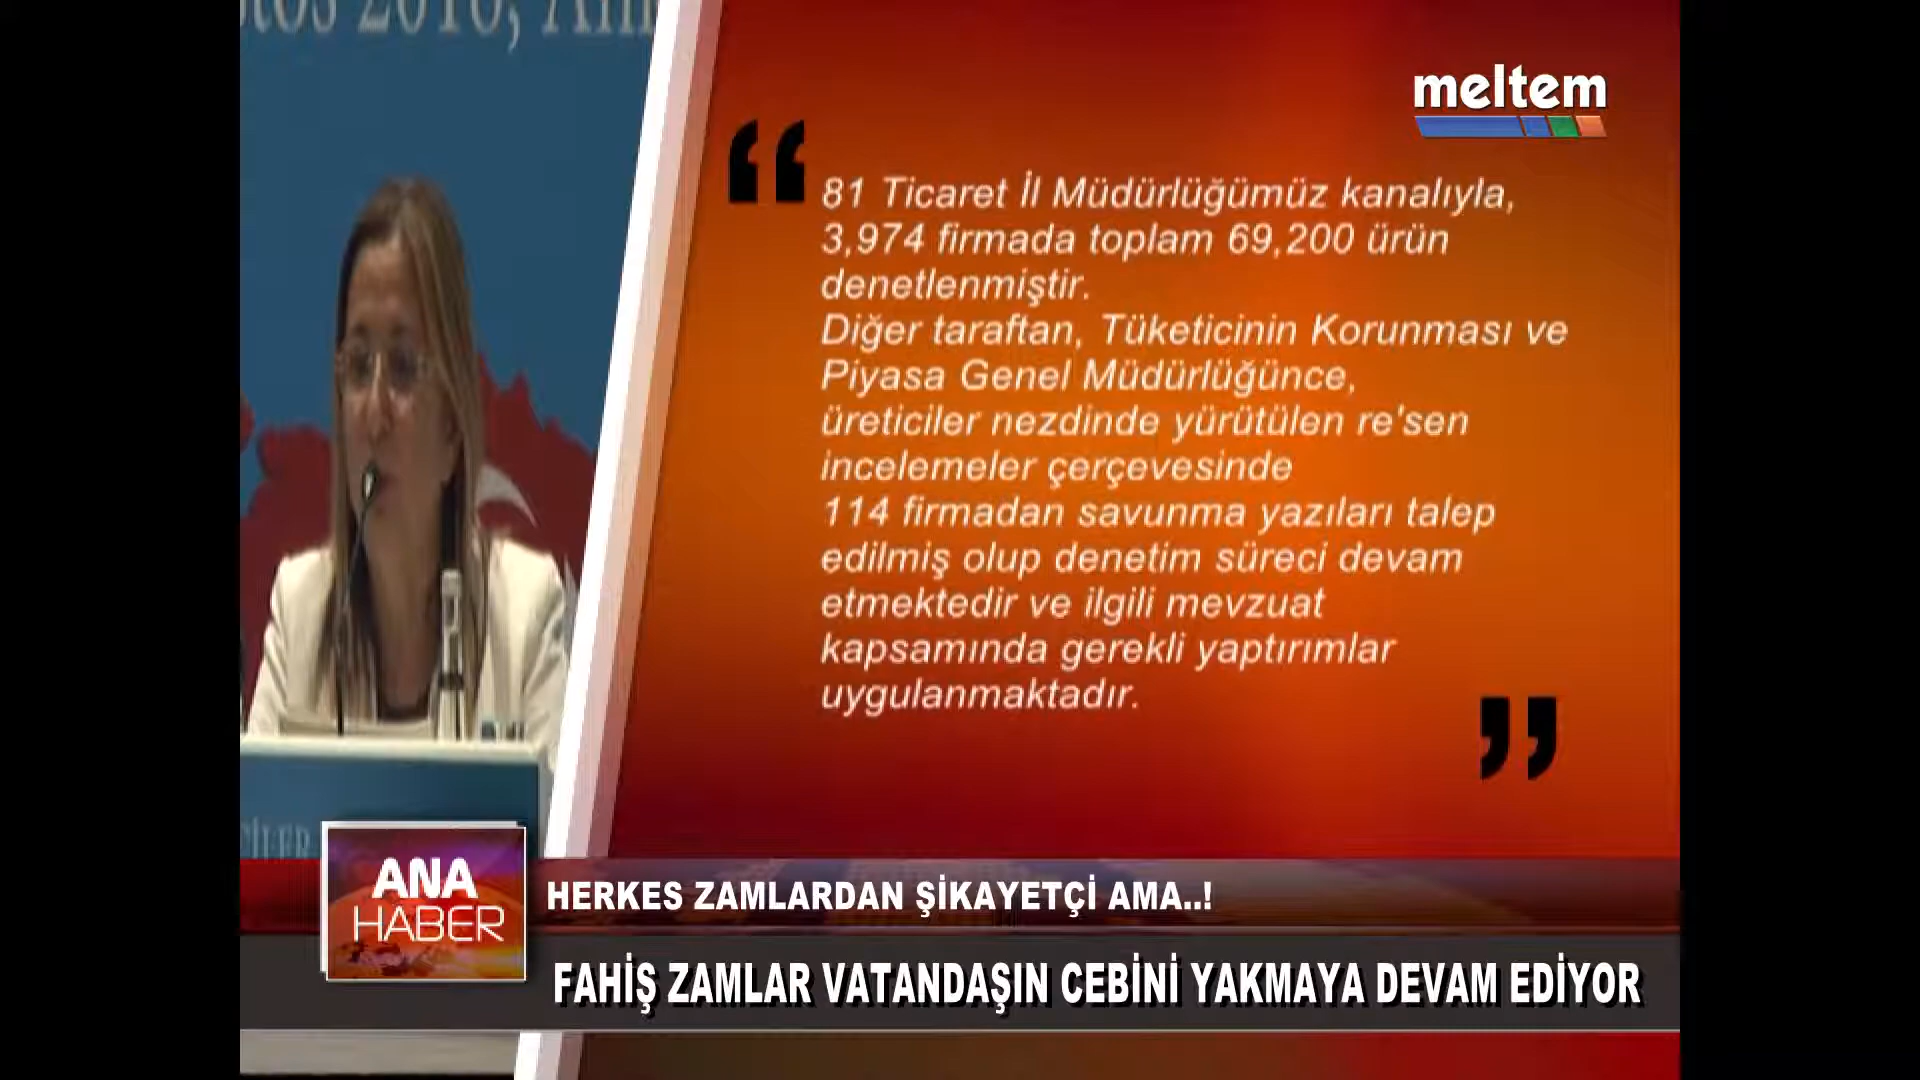 2018,
meltem
81 Ticaret İl Müdürlüğümüz kanalıyla,
3,974 firmada toplam 69,200 ürün
denetlenmiştir.
Diğer taraftan, Tüketicinin Korunması ve
Piyasa Genel Müdürlüğünce,
üreticiler nezdinde yürütülen re'sen
incelemeler çerçevesinde
114 firmadan savunma yazıları talep
edilmiş olup denetim süreci devam
etmektedir ve ilgili mevzuat
kapsamında gerekli yaptırımlar
uygulanmaktadır.
ANA
HABER
HERKES ZAMLARDAN ŞİKAYETÇİ AMA..!
FAHİŞ ZAMLAR VATANDAŞIN CEBİNİ YAKMAYA DEVAM EDİYOR